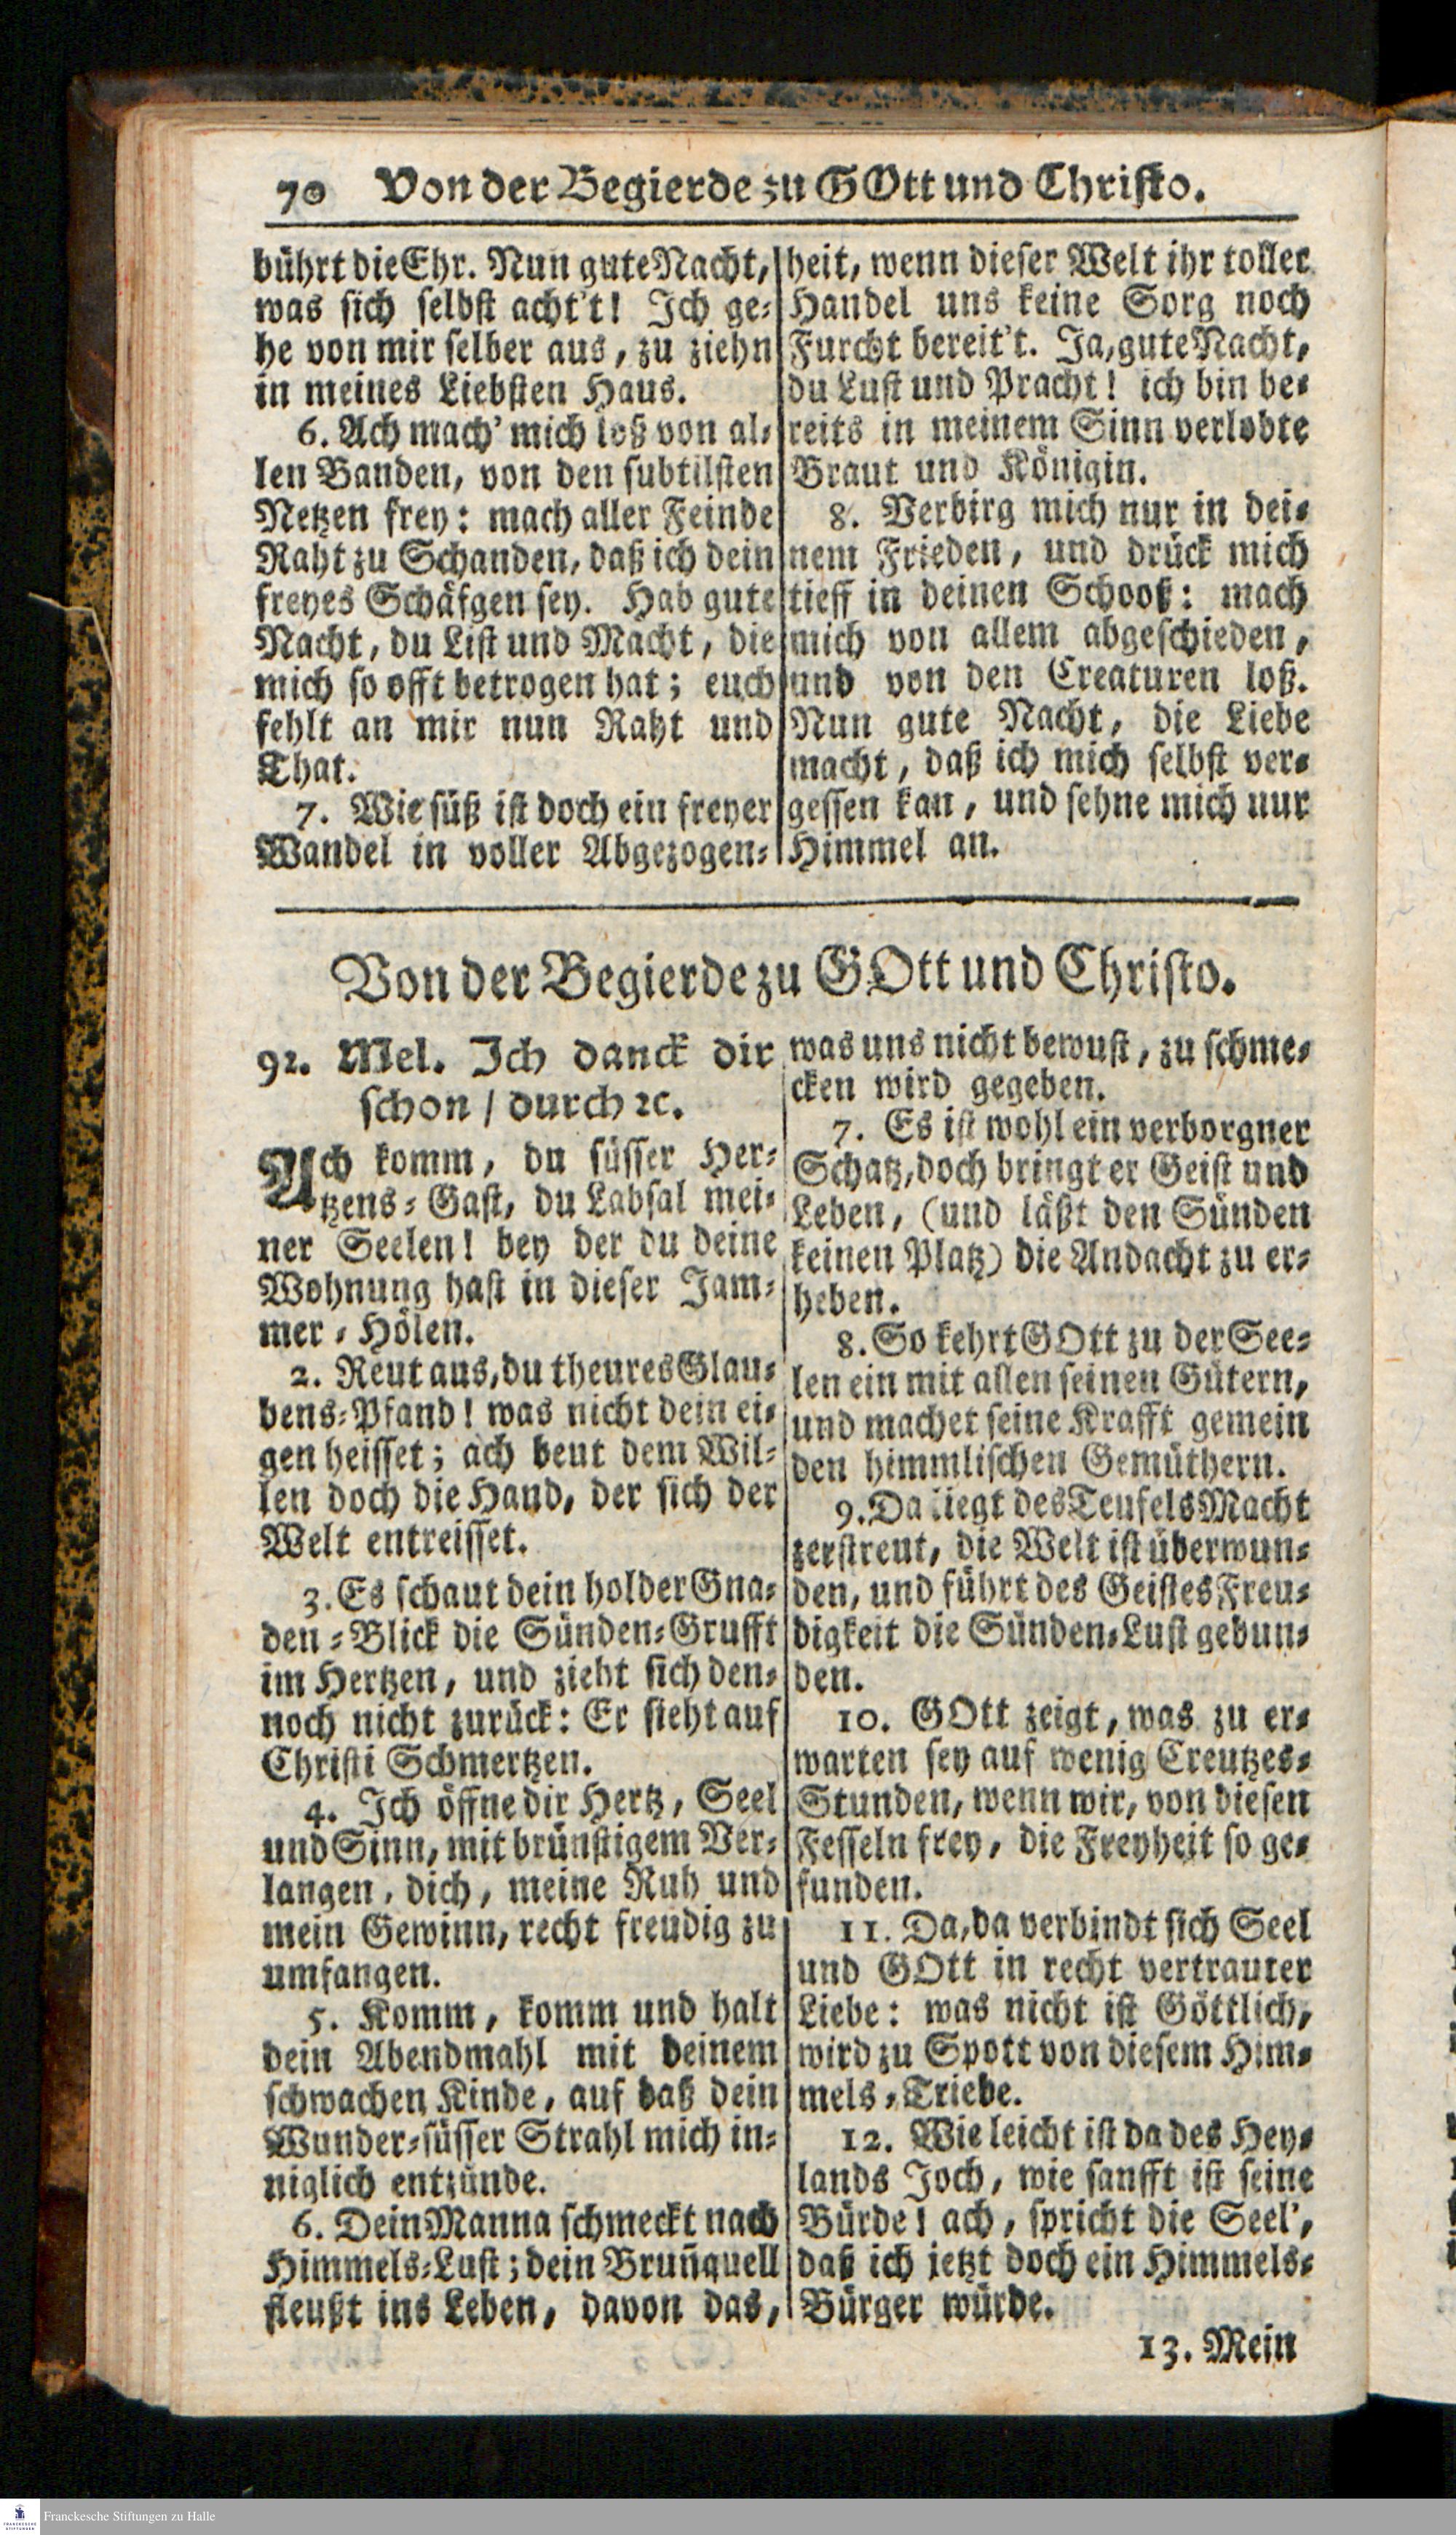 70 Von der Begierde zu GOtt und Christo.
bührt die Ehr. Nun gute Nacht,
was sich selbst acht't! Ich ge-
he von mir selber aus, zu ziehn
in meines Liebsten Haus.
6. Ach mach' mich loß von al-
len Banden, von den subtilsten
Netzen frey: mach aller Feinde
Raht zu Schanden, daß ich dein
freyes Schäfgen sey. Hab gute
Nacht, du List und Macht, die
mich so offt betrogen hat; euch
fehlt an mir nun Raht und
That.
7. Wie süß ist doch ein freyer
Wandel in voller Abgezogen-
heit, wenn dieser Welt ihr toller
Handel uns keine Sorg noch
Furcht bereit't. Ja, gute Nacht,
du Lust und Pracht! ich bin be-
reits in meinem Sinn verlobte
Braut und Königin.
8. Verbirg mich nur in dei-
nem Frieden, und drück mich
tieff in deinen Schooß: mach
mich von allem abgeschieden,
und von den Creaturen loß.
Nun gute Nacht, die Liebe
macht, daß ich mich selbst ver-
gessen kan, und sehne mich nur
Himmel an.
Von der Begierde zu GOtt und Christo.
92. Mel. Ich danck dir
schon / durch ꝛc.
Ach komm, du süsser Her-
tzens-Gast, du Labsal mei-
ner Seelen! bey der du deine
Wohnung hast in dieser Jam-
mer-Hölen.
2. Reut aus, du theures Glau-
bens-Pfand! was nicht dein ei-
gen heisset; ach beut dem Wil-
len doch die Hand, der sich der
Welt entreisset.
3. Es schaut dein holder Gna-
den-Blick die Sünden-Grufft
im Hertzen, und zieht sich den-
noch nicht zurück: Er sieht auf
Christi Schmertzen.
4. Ich öffne dir Hertz, Seel
und Sinn, mit brünstigem Ver-
langen, dich, meine Ruh und
mein Gewinn, recht freudig zu
umfangen.
5. Komm, komm und halt
dein Abendmahl mit deinem
schwachen Kinde, auf daß dein
Wunder-süsser Strahl mich in-
niglich entzünde.
6. Dein Manna schmeckt nach
Himmels-Lust; dein Bruñquell
fleußt ins Leben, davon das,
was uns nicht bewust, zu schme-
cken wird gegeben.
7. Es ist wohl ein verborgner
Schatz, doch bringt er Geist und
Leben, (und läßt den Sünden
keinen Platz) die Andacht zu er-
heben.
8. So kehrt GOtt zu der See-
len ein mit allen seinen Gütern,
und machet seine Krafft gemein
den himmlischen Gemüthern.
9. Da liegt des Teufels Macht
zerstreut, die Welt ist überwun-
den, und führt des Geistes Freu-
digkeit die Sünden-Lust gebun-
den.
10. GOtt zeigt, was zu er-
warten sey auf wenig Creutzes-
Stunden, wenn wir, von diesen
Fesseln frey, die Freyheit so ge-
funden.
11. Da, da verbindt sich Seel
und GOtt in recht vertrauter
Liebe: was nicht ist Göttlich,
wird zu Spott von diesem Him-
mels-Triebe.
12. Wie leicht ist da des Hey-
lands Joch, wie sanfft ist seine
Bürde! ach, spricht die Seel',
daß ich jetzt doch ein Himmels-
Bürger würde.
13. Mein
Franckesche Stiftungen zu Halle
FRANCKESCHE
STIFTUNGEN